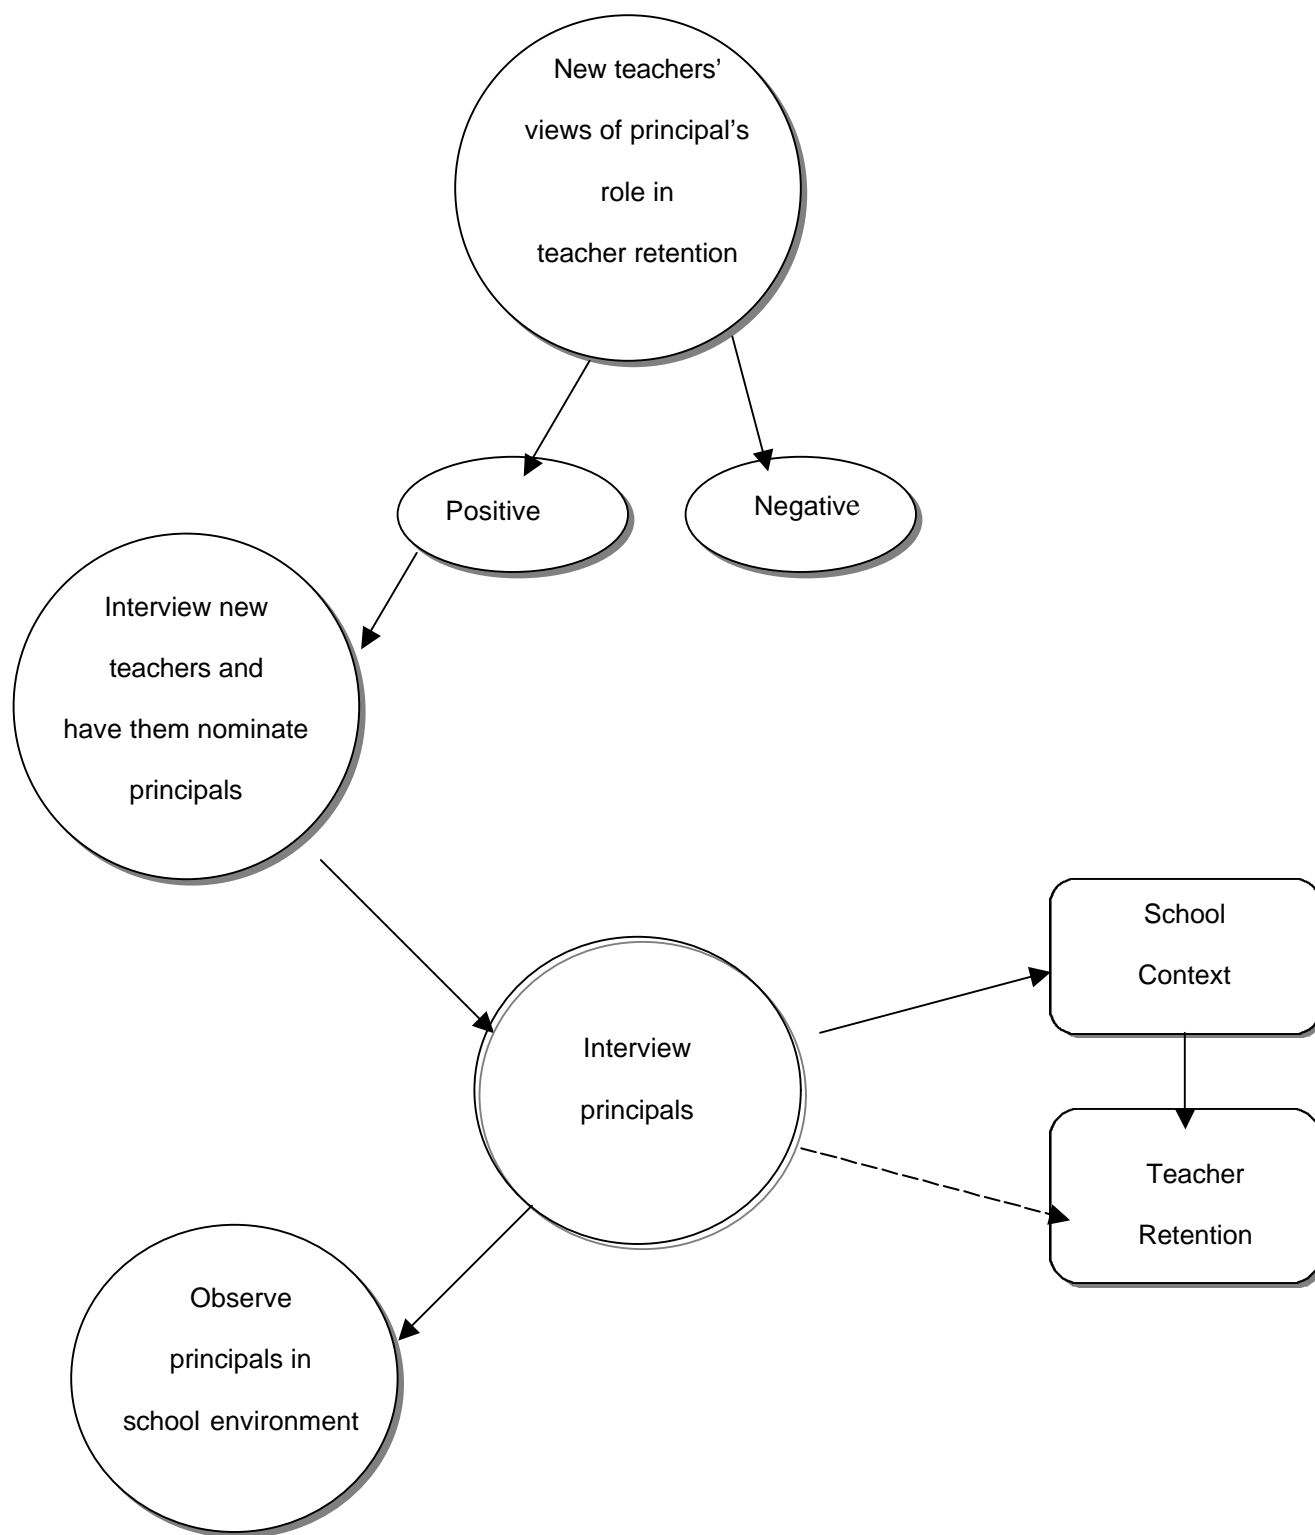 New teachers’
views of principal’s
role in
teacher retention
Positive
Negative
Interview new
teachers and
have them nominate
principals
School
Context
Interview
principals
Teacher
Retention
Observe
principals in
school environment